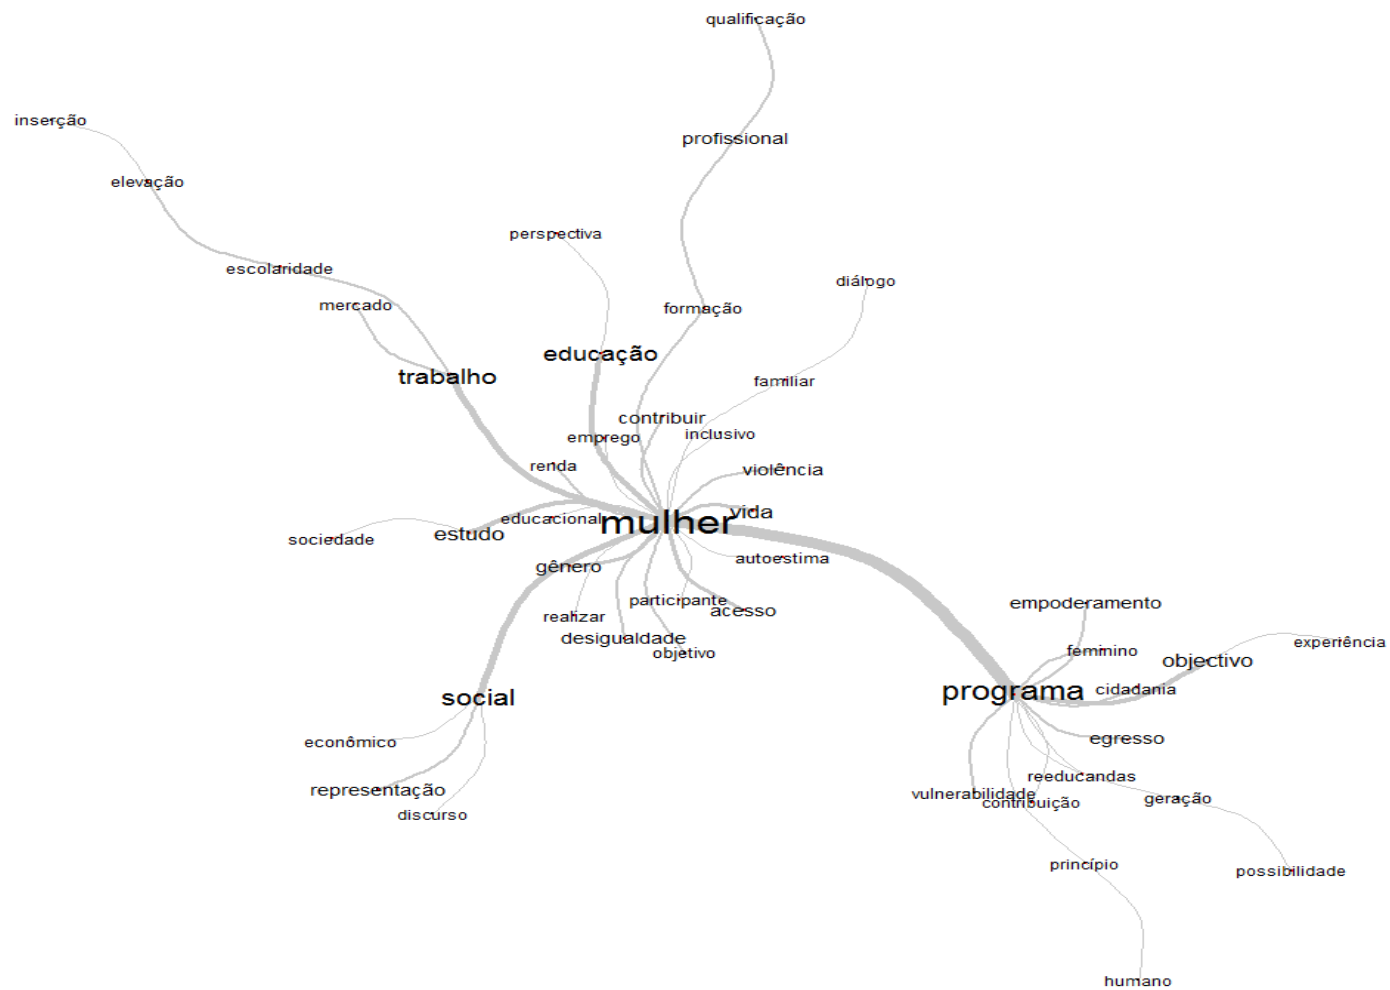 qualificação
inserção
profissional
elevação
perspectiva
escolaridade
diálogo
mercado
formação
educação
trabalho
familiar
contribuir
inclusivo
emprego
renda
violência
vida
educacional
mulher
estudo
sociedade
autoestima
gênero
participante
acesso
realizar
desigualdade
objetivo
empoderamento
experiência
feminino
objectivo
cidadania
programa
social
egresso
econômico
reeducandas
representação
vulnerabilidade
contribuição
geração
discurso
princípio
possibilidade
humano